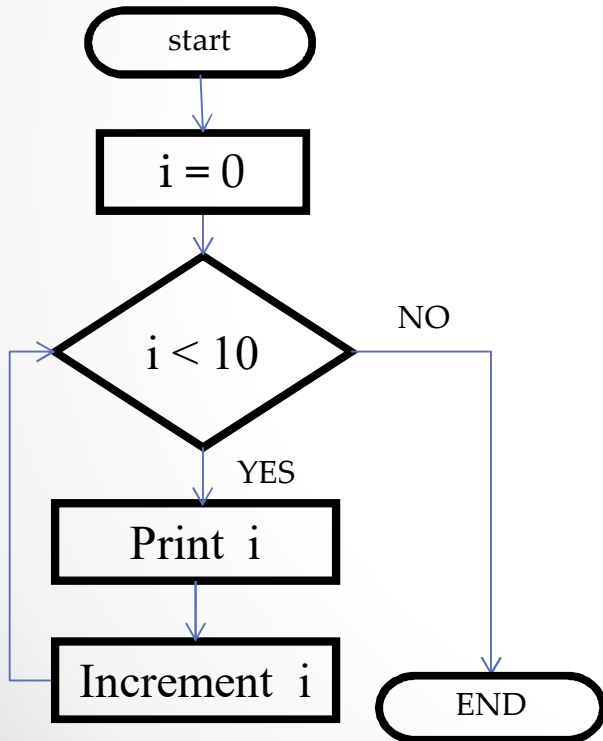 start
i = 0
i < 10
NO
YES
Print i
Increment i
END